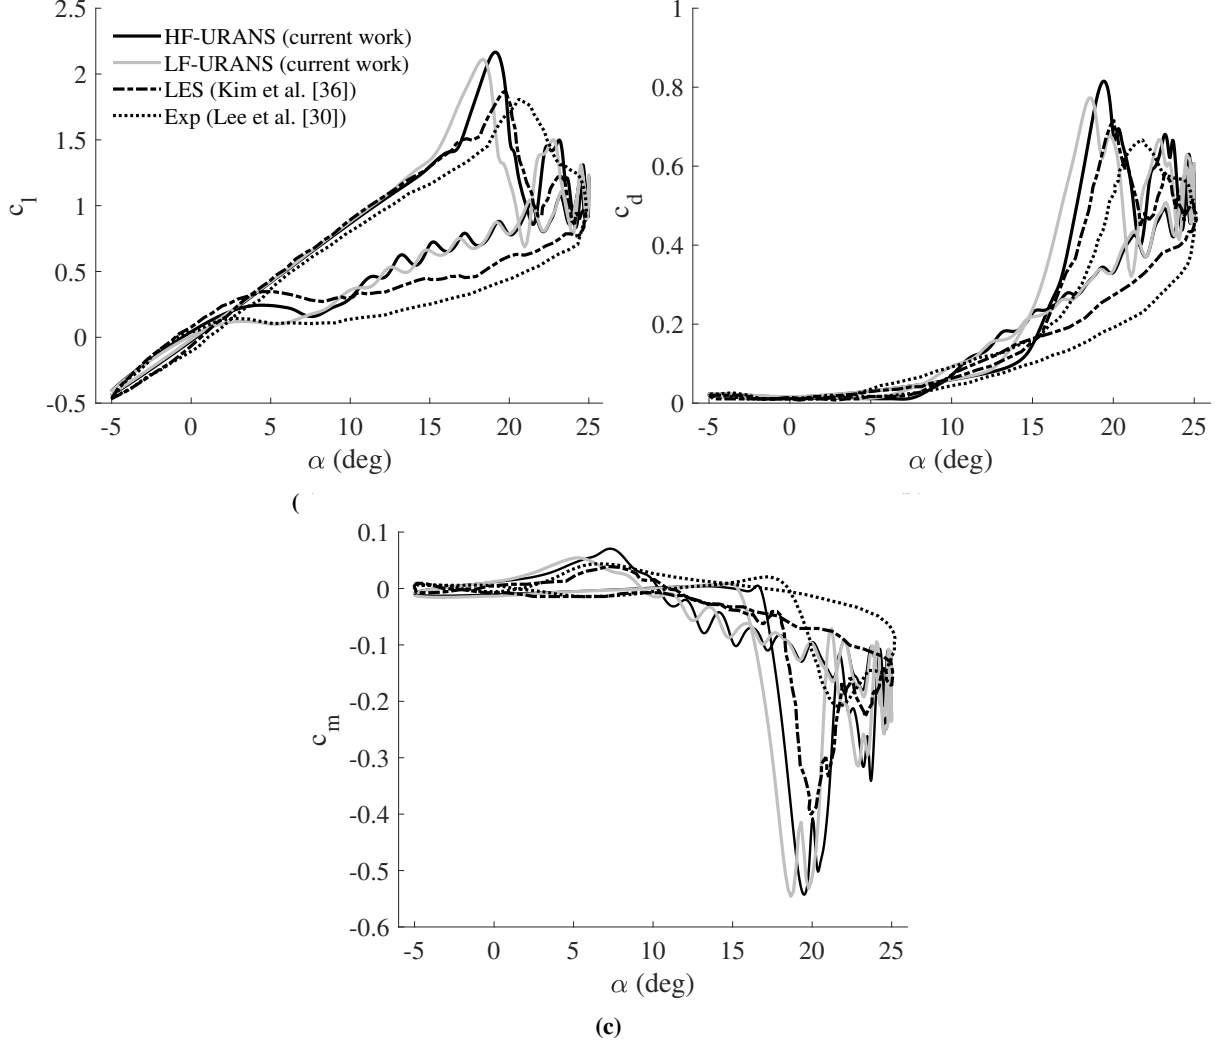 2.5
2
1.5
1
0.5
0
-0.5
c_l
HF-URANS (current work)
LF-URANS (current work)
LES (Kim et al. [36])
Exp (Lee et al. [30])
-5 0 5 10 15 20 25
α (deg)
1
0.8
0.6
0.4
0.2
0
c_d
-5 0 5 10 15 20 25
α (deg)
(
0.1
0
-0.1
-0.2
-0.3
-0.4
-0.5
-0.6
c_m
-5 0 5 10 15 20 25
α (deg)
(c)